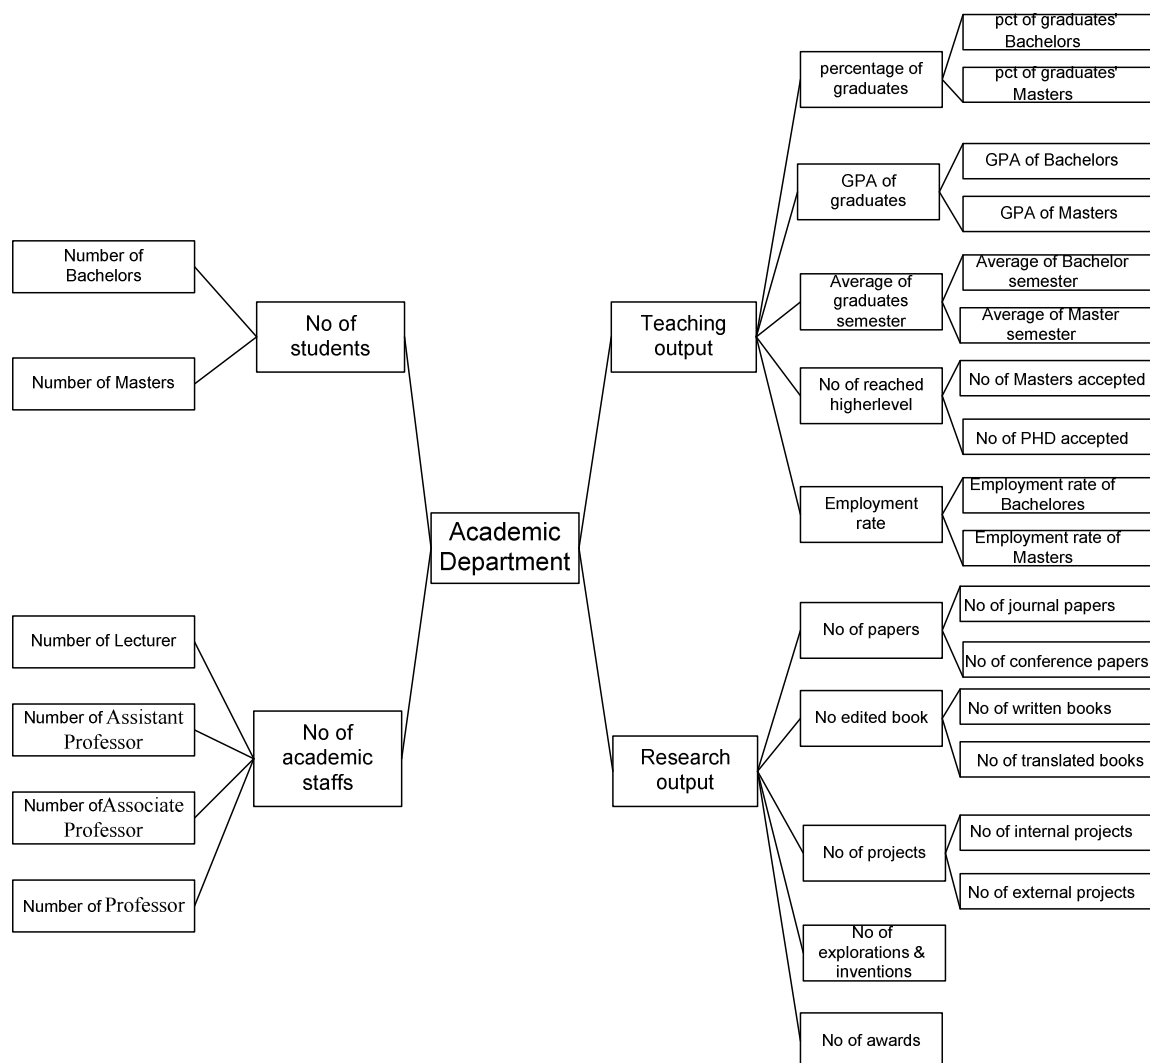 Number of
Bachelors
Number of Masters
No of
students
Number of Lecturer
Number of Assistant
Professor
Number of Associate
Professor
Number of Professor
No of
academic
staffs
Academic
Department
Teaching
output
percentage of
graduates
pct of graduates'
Bachelors
pct of graduates'
Masters
GPA of
graduates
GPA of Bachelors
GPA of Masters
Average of
graduates
semester
Average of Bachelor
semester
Average of Master
semester
No of reached
higherlevel
No of Masters accepted
No of PHD accepted
Employment
rate
Employment rate of
Bachelores
Employment rate of
Masters
Research
output
No of papers
No of journal papers
No of conference papers
No edited book
No of written books
No of translated books
No of projects
No of internal projects
No of external projects
No of
explorations &
inventions
No of awards